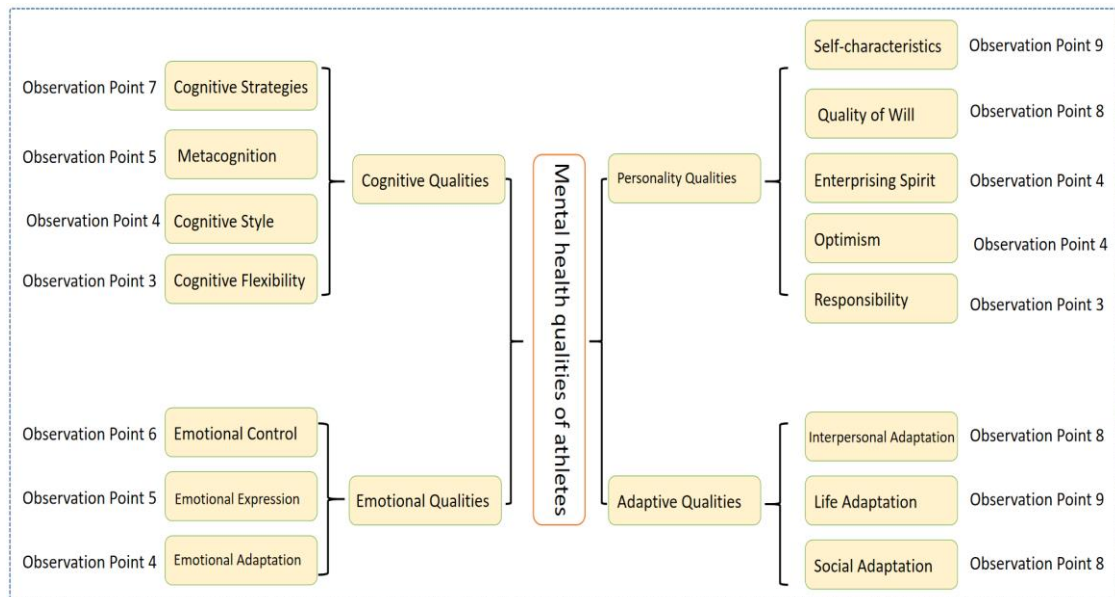 Observation Point 7 Cognitive Strategies
Observation Point 5 Metacognition
Observation Point 4 Cognitive Style
Observation Point 3 Cognitive Flexibility
Cognitive Qualities
Observation Point 6 Emotional Control
Observation Point 5 Emotional Expression
Observation Point 4 Emotional Adaptation
Emotional Qualities
Mental health qualities of athletes
Personality Qualities
Self-characteristics Observation Point 9
Quality of Will Observation Point 8
Enterprising Spirit Observation Point 4
Optimism Observation Point 4
Responsibility Observation Point 3
Adaptive Qualities
Interpersonal Adaptation Observation Point 8
Life Adaptation Observation Point 9
Social Adaptation Observation Point 8